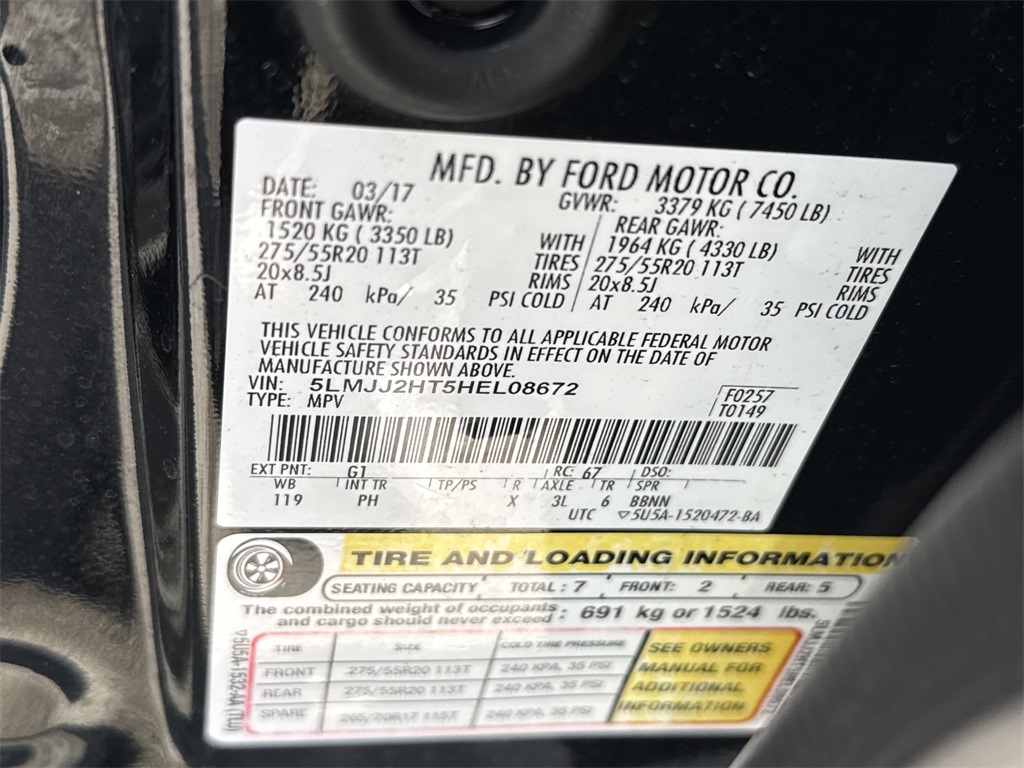 MFD. BY FORD MOTOR CO.
DATE: 03/17 GVWR: 3379 KG ( 7450 LB)
FRONT GAWR: REAR GAWR:
1520 KG ( 3350 LB) WITH 1964 KG ( 4330 LB) WITH
275/55R20 113T TIRES 275/55R20 113T TIRES
20x8.5J RIMS 20x8.5J RIMS
AT 240 kPa/ 35 PSI COLD AT 240 kPa/ 35 PSI COLD
THIS VEHICLE CONFORMS TO ALL APPLICABLE FEDERAL MOTOR
VEHICLE SAFETY STANDARDS IN EFFECT ON THE DATE OF
MANUFACTURE SHOWN ABOVE.
VIN: 5LMJJ2HT5HEL08672
TYPE: MPV
F0257
T0149
EXT PNT: G1 RC: 67 DSO:
WB INT TR TP/PS R AXLE TR SPR
119 PH X 3L 6 BBNN
UTC ▽5U5A-1520472-BA
TIRE AND LOADING INFORMATION
SEATING CAPACITY TOTAL : 7 FRONT: 2 REAR: 5
The combined weight of occupants
and cargo should never exceed : 691 kg or 1524 lbs.
TIRE SIZE COLD TIRE PRESSURE
FRONT 275/55R20 113T 240 KPA, 35 PSI
REAR 275/55R20 113T 240 KPA, 35 PSI
SPARE 265/70R17 115T 240 KPA, 35 PSI
SEE OWNERS
MANUAL FOR
ADDITIONAL
INFORMATION
▽5U5A-1532-AA (1U)